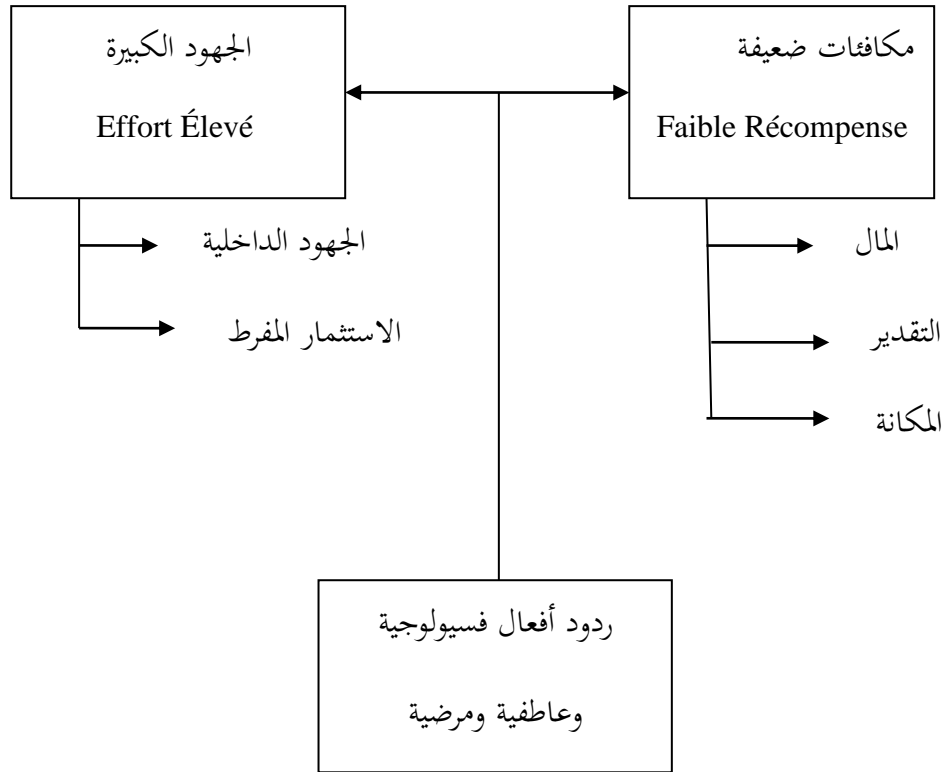 الجهود الكبيرة
Effort Élevé
مكافئات ضعيفة
Faible Récompense
الجهود الداخلية
الاستثمار المفرط
المال
التقدير
المكانة
ردود أفعال فسيولوجية
وعاطفية ومرضية